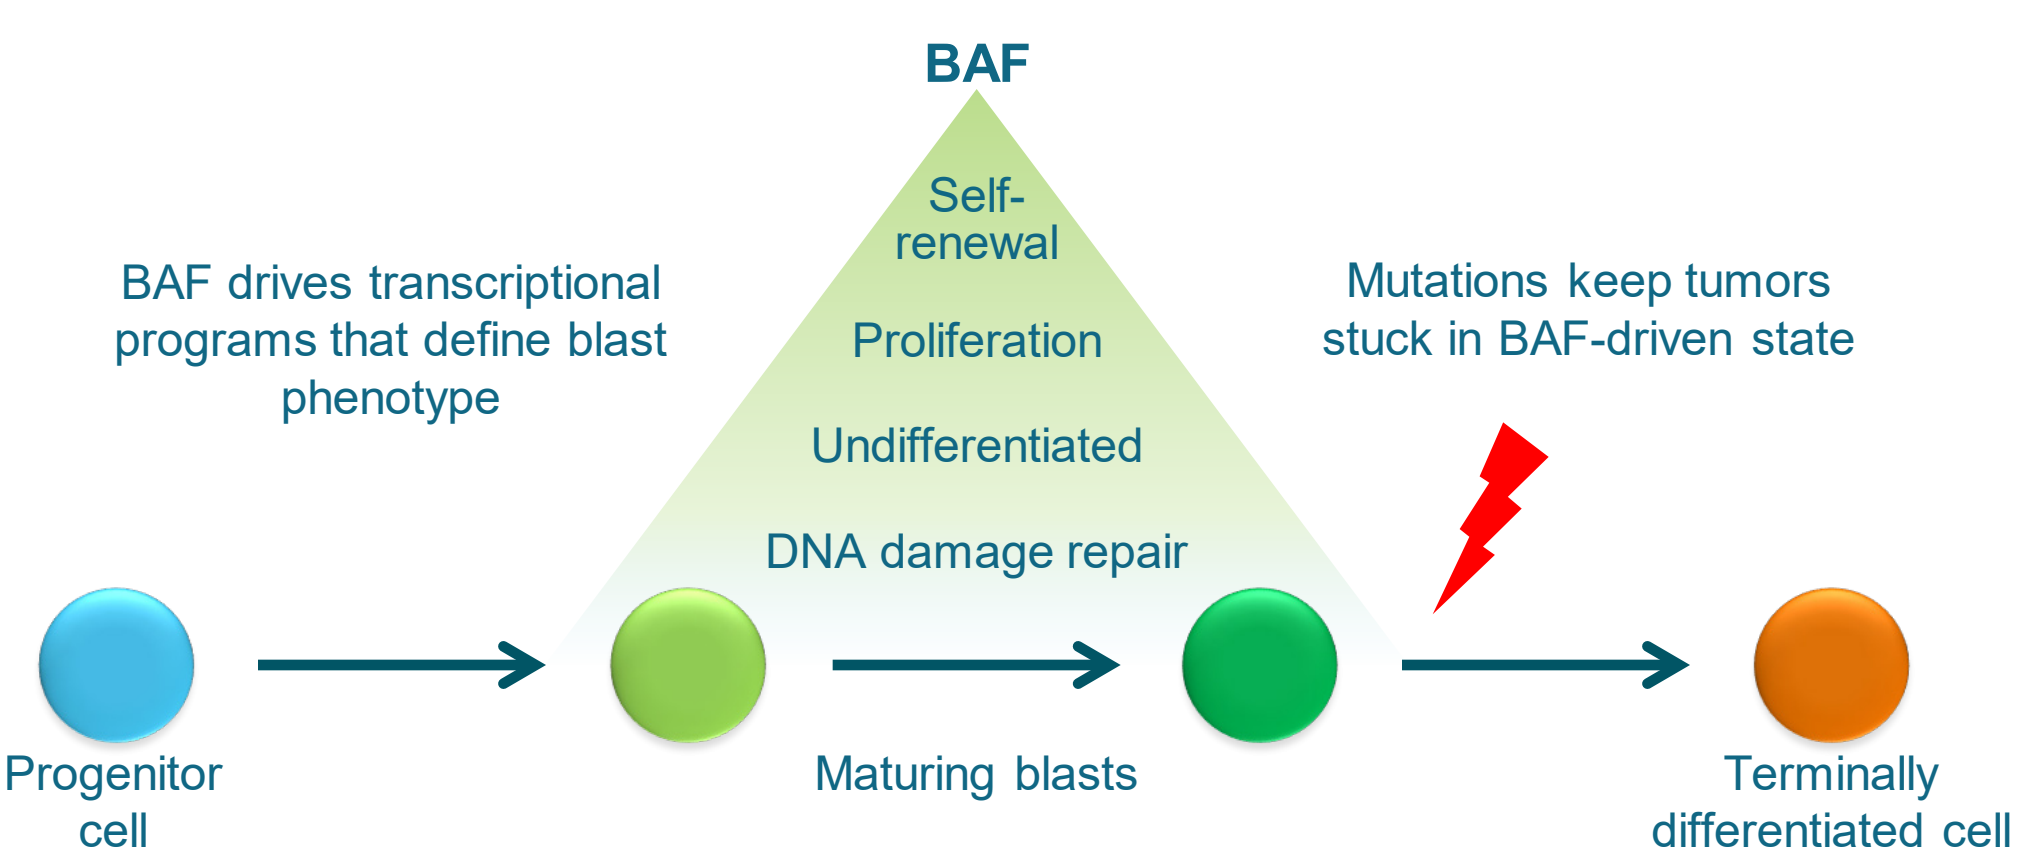 BAF
Self-
renewal
Proliferation
Undifferentiated
DNA damage repair
BAF drives transcriptional
programs that define blast
phenotype
Mutations keep tumors
stuck in BAF-driven state
Progenitor
cell
Maturing blasts
Terminally
differentiated cell